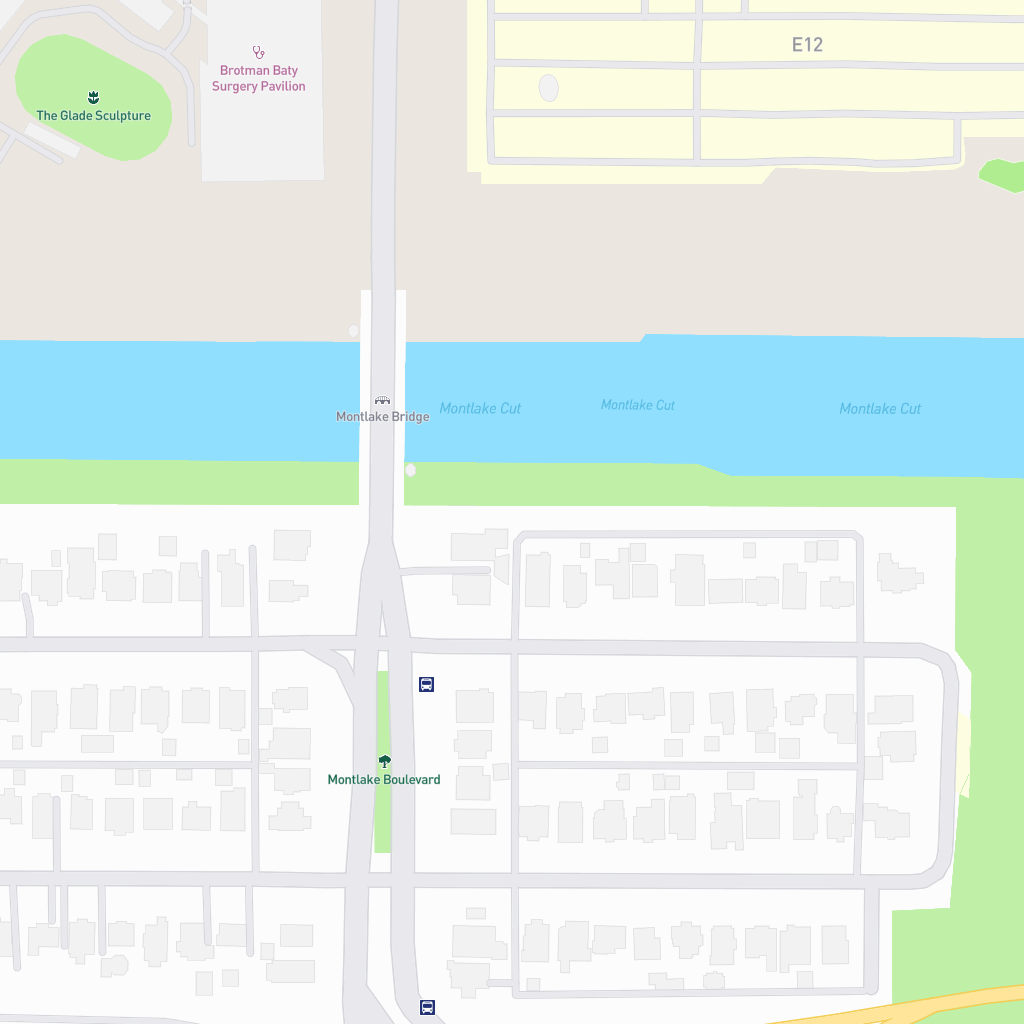 E12
Brotman Baty
Surgery Pavilion
The Glade Sculpture
Montlake Bridge
Montlake Cut
Montlake Cut
Montlake Cut
Montlake Boulevard